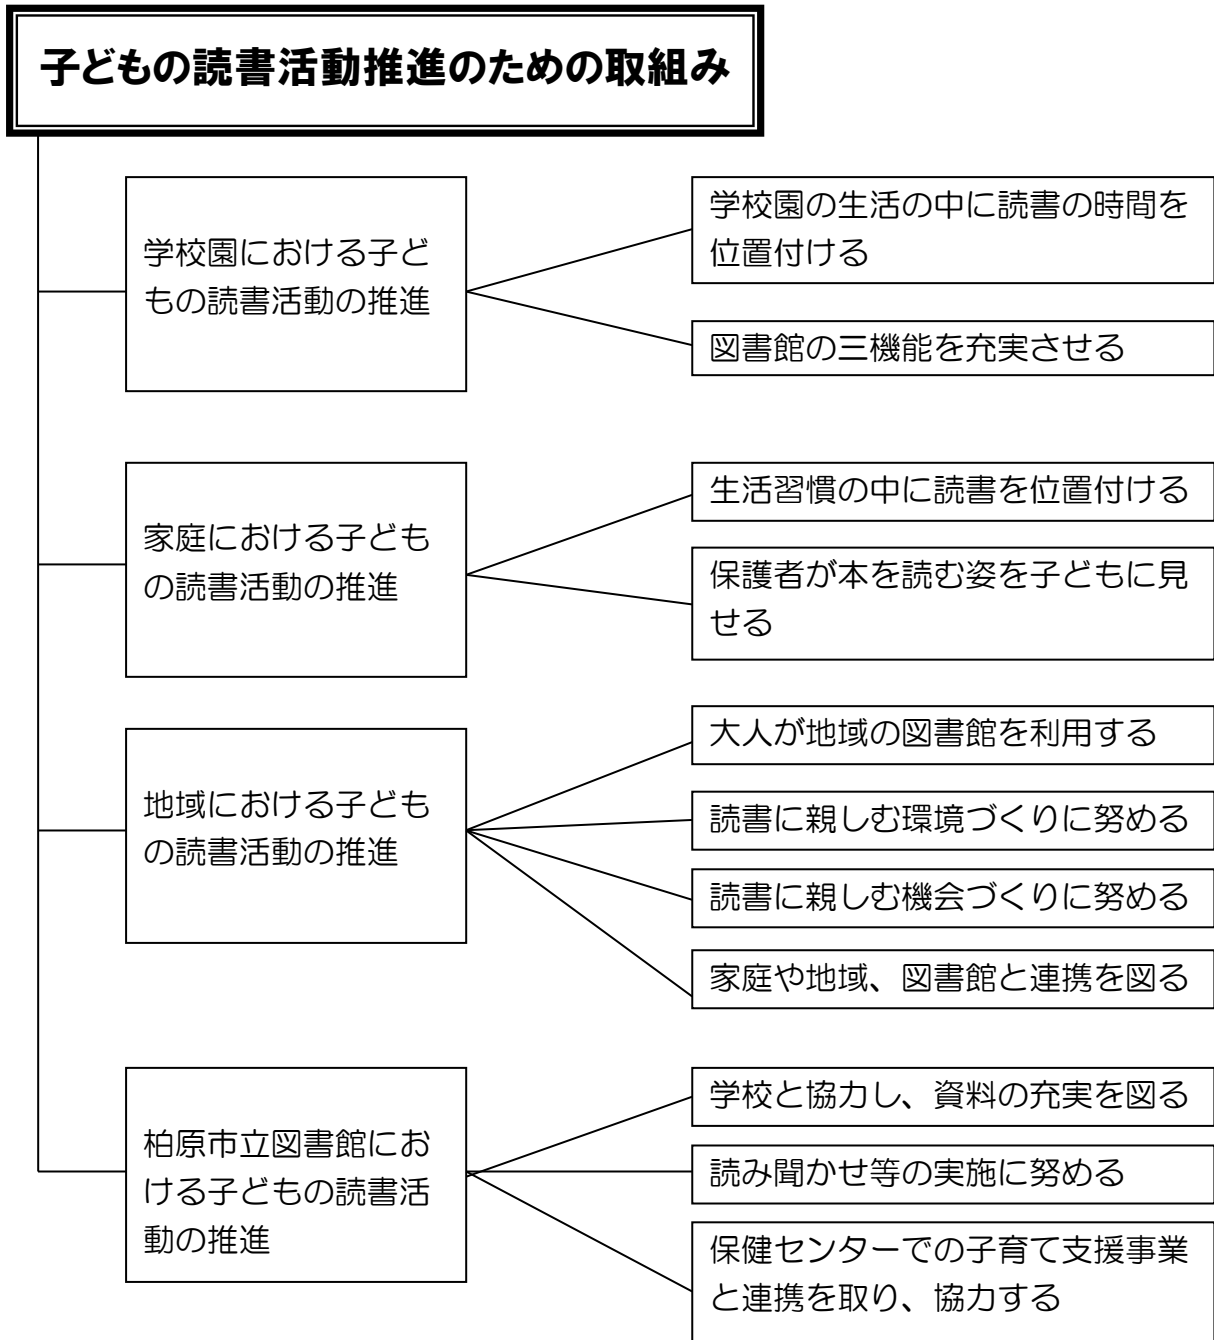 子どもの読書活動推進のための取組み
学校園における子ど
もの読書活動の推進
学校園の生活の中に読書の時間を
位置付ける
図書館の三機能を充実させる
家庭における子ども
の読書活動の推進
生活習慣の中に読書を位置付ける
保護者が本を読む姿を子どもに見
せる
地域における子ども
の読書活動の推進
大人が地域の図書館を利用する
読書に親しむ環境づくりに努める
読書に親しむ機会づくりに努める
家庭や地域、図書館と連携を図る
柏原市立図書館にお
ける子どもの読書活
動の推進
学校と協力し、資料の充実を図る
読み聞かせ等の実施に努める
保健センターでの子育て支援事業
と連携を取り、協力する